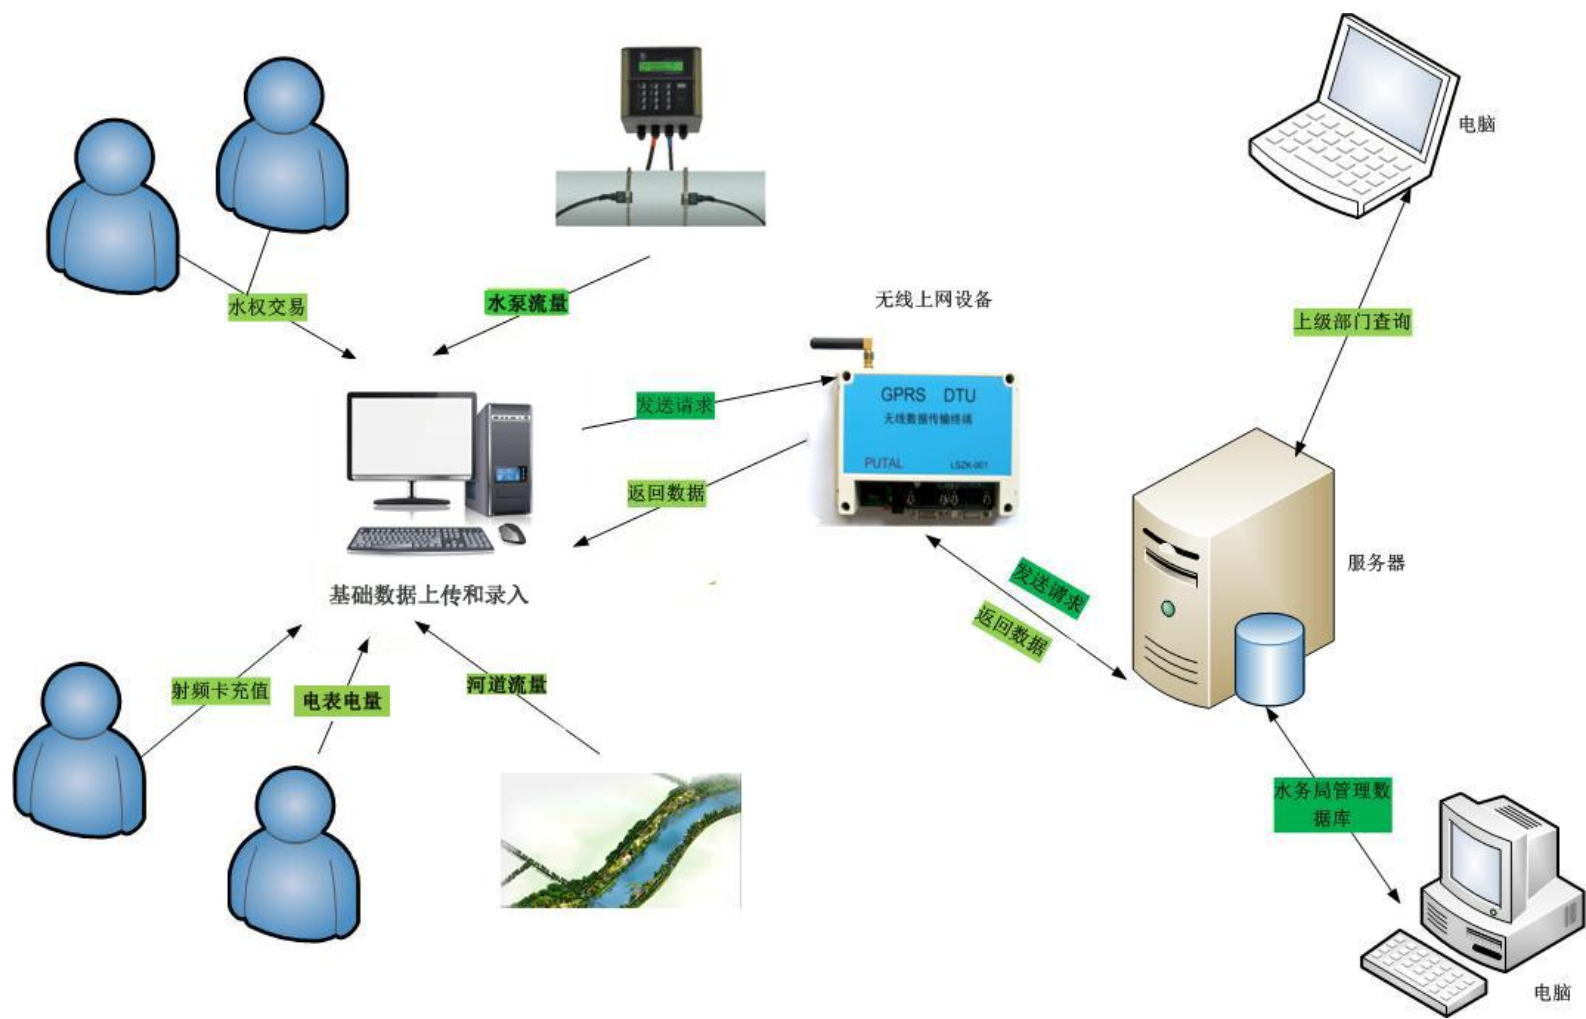 电脑
水权交易
水泵流量
无线上网设备
上级部门查询
发送请求
GPRS DTU
无线数据传输终端
PUTAL LSZK-001
返回数据
服务器
基础数据上传和录入
发送请求
返回数据
射频卡充值
电表电量
河道流量
水务局管理数
据库
电脑